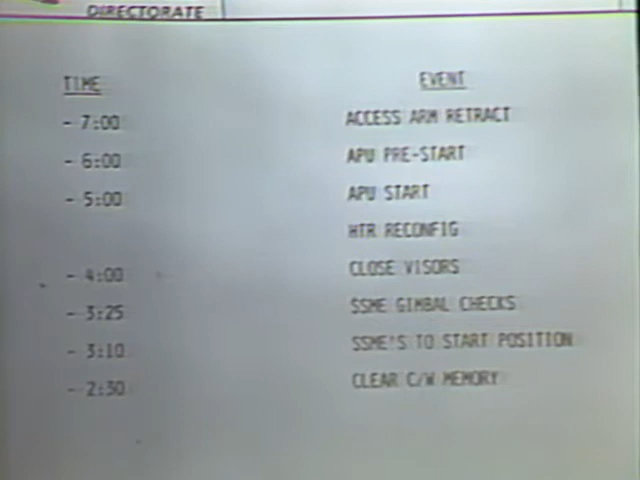 DIRECTORATE
TIME EVENT
- 7:00 ACCESS ARM RETRACT
- 6:00 APU PRE-START
- 5:00 APU START
HTR RECONFIG
- 4:00 CLOSE VISORS
- 3:25 SSME GIMBAL CHECKS
- 3:10 SSME'S TO START POSITION
- 2:30 CLEAR C/W MEMORY